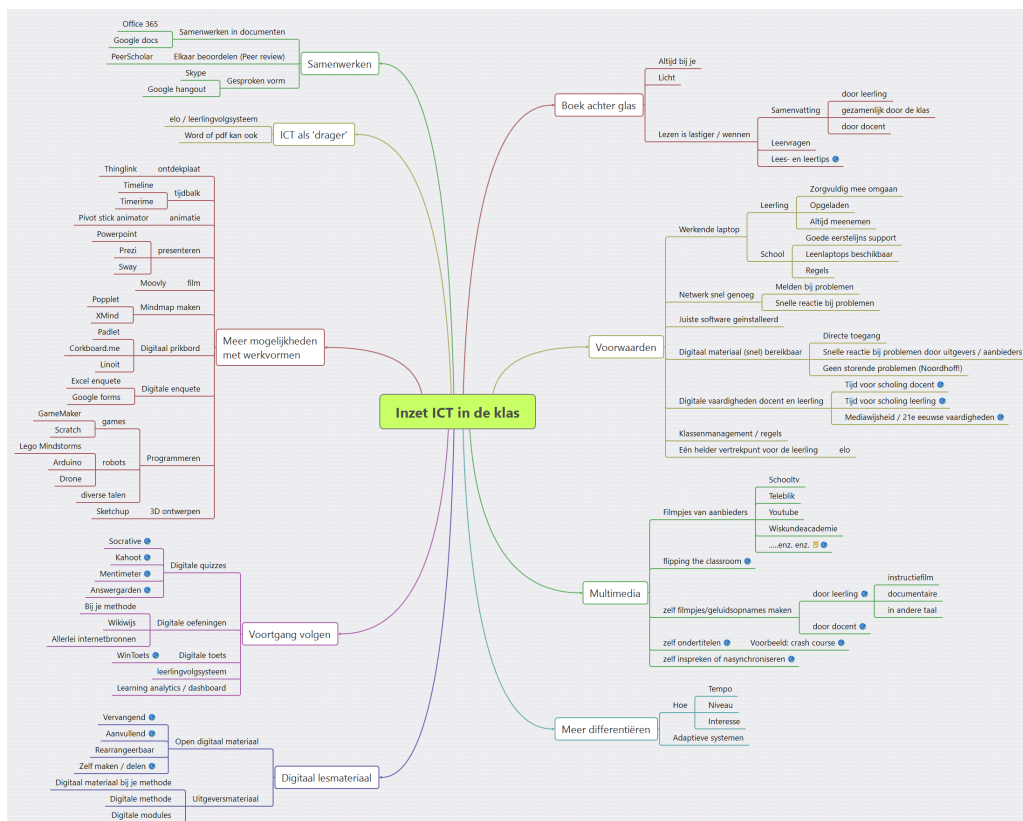 Inzet ICT in de klas
Samenwerken
Samenwerken in documenten
Office 365
Google docs
Elkaar beoordelen (Peer review)
PeerScholar
Gesproken vorm
Skype
Google hangout
ICT als 'drager'
elo / leerlingvolgsysteem
Word of pdf kan ook
Meer mogelijkheden
met werkvormen
ontdekplaat
Thinglink
tijdbalk
Timeline
Timerime
animatie
Pivot stick animator
presenteren
Powerpoint
Prezi
Sway
film
Moovly
Mindmap maken
Popplet
XMind
Digitaal prikbord
Padlet
Corkboard.me
Linoit
Digitale enquete
Excel enquete
Google forms
Programmeren
games
GameMaker
Scratch
robots
Lego Mindstorms
Arduino
Drone
diverse talen
3D ontwerpen
Sketchup
Voortgang volgen
Digitale quizzes
Socrative
Kahoot
Mentimeter
Answergarden
Digitale oefeningen
Bij je methode
Wikiwijs
Allerlei internetbronnen
Digitale toets
WinToets
leerlingvolgsysteem
Learning analytics / dashboard
Digitaal lesmateriaal
Open digitaal materiaal
Vervangend
Aanvullend
Rearrangeerbaar
Zelf maken / delen
Uitgeversmateriaal
Digitaal materiaal bij je methode
Digitale methode
Digitale modules
Boek achter glas
Altijd bij je
Licht
Lezen is lastiger / wennen
Samenvatting
door leerling
gezamenlijk door de klas
door docent
Leervragen
Lees- en leertips
Voorwaarden
Werkende laptop
Leerling
Zorgvuldig mee omgaan
Opgeladen
Altijd meenemen
School
Goede eerstelijns support
Leenlaptops beschikbaar
Regels
Netwerk snel genoeg
Melden bij problemen
Snelle reactie bij problemen
Juiste software geinstalleerd
Digitaal materiaal (snel) bereikbaar
Directe toegang
Snelle reactie bij problemen door uitgevers / aanbieders
Geen storende problemen (Noordhoff!)
Digitale vaardigheden docent en leerling
Tijd voor scholing docent
Tijd voor scholing leerling
Mediawijsheid / 21e eeuwse vaardigheden
Klassenmanagement / regels
Eén helder vertrekpunt voor de leerling
elo
Multimedia
Filmpjes van aanbieders
Schooltv
Teleblik
Youtube
Wiskundeacademie
.....enz. enz.
flipping the classroom
zelf filmpjes/geluidsopnames maken
door leerling
instructiefilm
documentaire
in andere taal
door docent
zelf ondertitelen
Voorbeeld: crash course
zelf inspreken of nasynchroniseren
Meer differentiëren
Hoe
Tempo
Niveau
Interesse
Adaptieve systemen